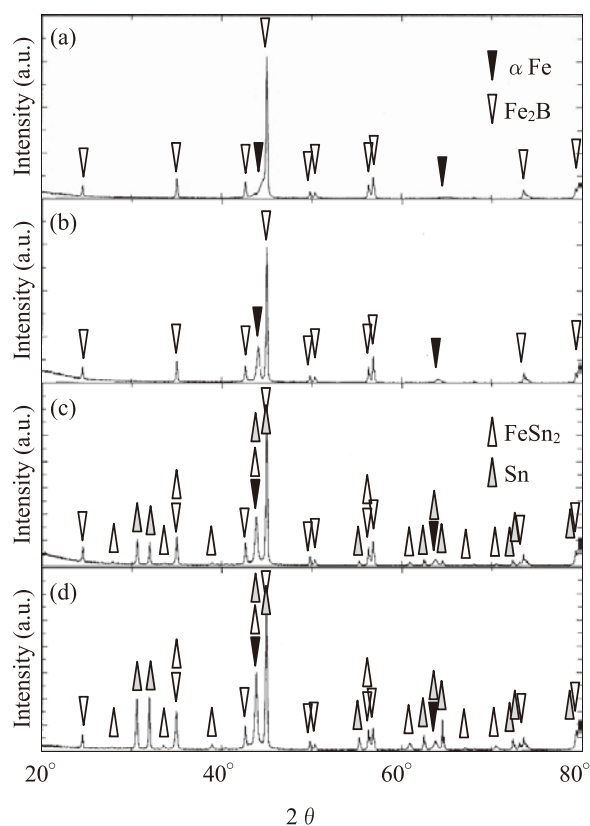 (a)
Intensity (a.u.)
α Fe
Fe₂B
(b)
Intensity (a.u.)
(c)
Intensity (a.u.)
FeSn₂
Sn
(d)
Intensity (a.u.)
20° 40° 60° 80°
2 θ